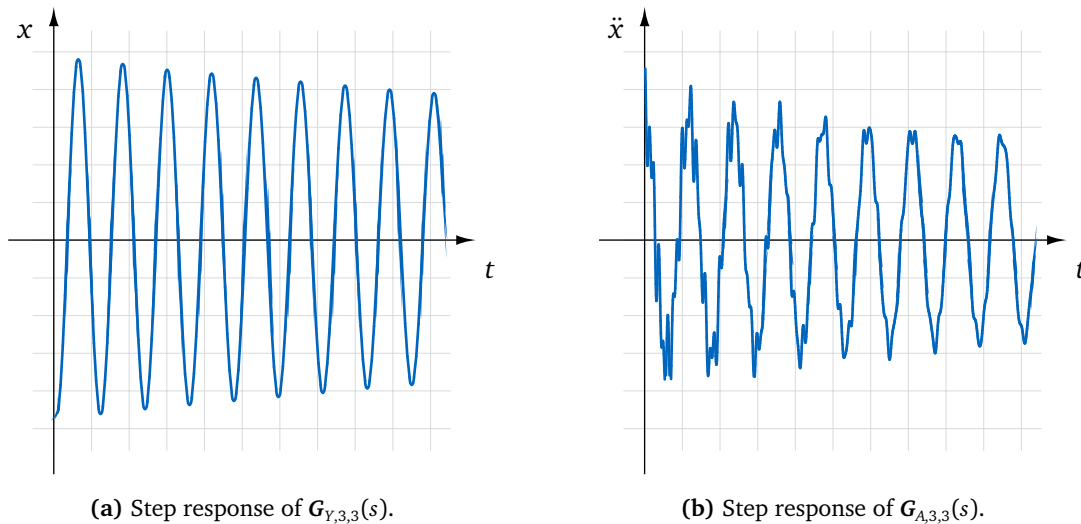 x
t
(a) Step response of G_{Y,3,3}(s).
ẍ
t
(b) Step response of G_{A,3,3}(s).